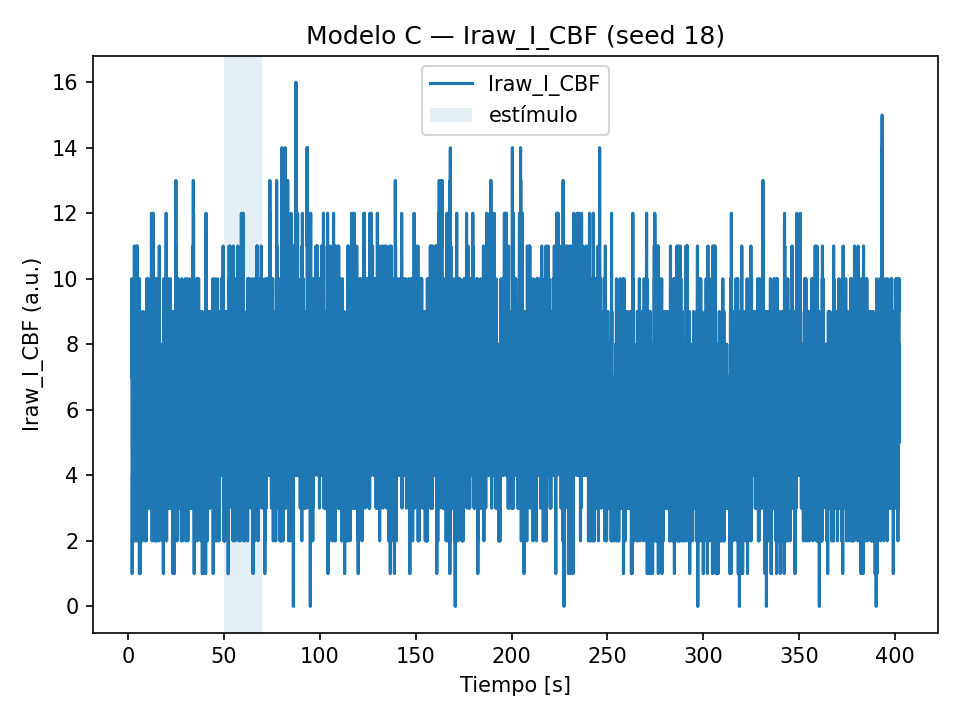 Modelo C — Iraw_I_CBF (seed 18)
Iraw_I_CBF
estímulo
Iraw_I_CBF (a.u.)
16
14
12
10
8
6
4
2
0
0 50 100 150 200 250 300 350 400
Tiempo [s]